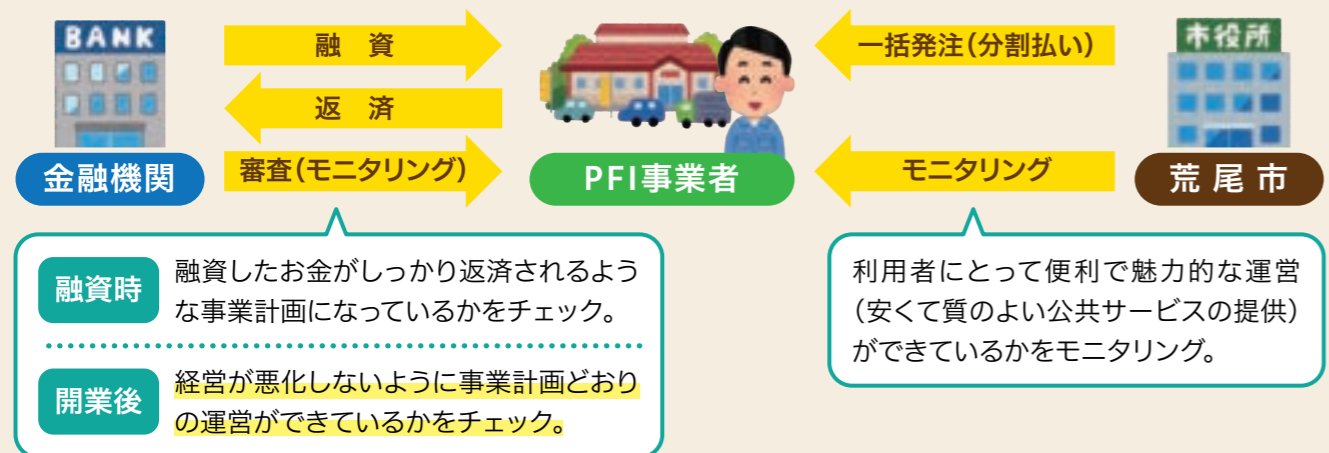 BANK
融 資
返 済
審査(モニタリング)
金融機関
PFI事業者
一括発注(分割払い)
モニタリング
市役所
荒尾市
融資時
融資したお金がしっかり返済されるよう
な事業計画になっているかをチェック。
開業後
経営が悪化しないように事業計画どおり
の運営ができているかをチェック。
利用者にとって便利で魅力的な運営
(安くて質のよい公共サービスの提供)
ができているかをモニタリング。